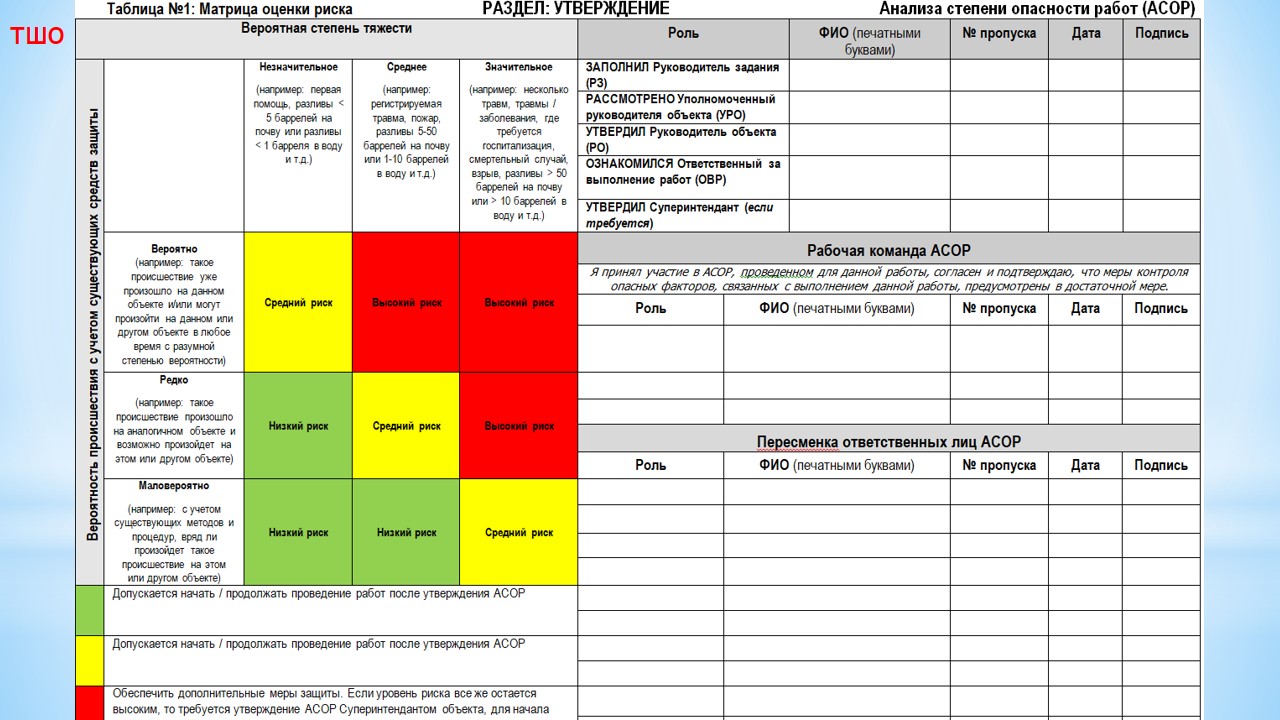 Таблица №1: Матрица оценки риска
РАЗДЕЛ: УТВЕРЖДЕНИЕ
Анализа степени опасности работ (АСОР)
ТШО
Вероятная степень тяжести
Вероятность происшествия с учетом существующих средств защиты
Незначительное
(например: первая
помощь, разливы <
5 баррелей на
почву или разливы
< 1 барреля в воду
и т.д.)
Среднее
(например:
регистрируемая
травма, пожар,
разливы 5-50
баррелей на почву
или 1-10 баррелей
в воду и т.д.)
Значительное
(например: несколько
травм, травмы /
заболевания, где
требуется
госпитализация,
смертельный случай,
взрыв, разливы > 50
баррелей на почву
или > 10 баррелей в
воду и т.д.)
Вероятно
(например: такое
происшествие уже
произошло на данном
объекте и/или могут
произойти на данном или
другом объекте в любое
время с разумной
степенью вероятности)
Средний риск
Высокий риск
Высокий риск
Редко
(например: такое
происшествие произошло
на аналогичном объекте и
возможно произойдет на
этом или другом объекте)
Низкий риск
Средний риск
Высокий риск
Маловероятно
(например: с учетом
существующих методов и
процедур, вряд ли
произойдет такое
происшествие на этом
или другом объекте)
Низкий риск
Низкий риск
Средний риск
Допускается начать / продолжать проведение работ после утверждения АСОР
Допускается начать / продолжать проведение работ после утверждения АСОР
Обеспечить дополнительные меры защиты. Если уровень риска все же остается
высоким, то требуется утверждение АСОР Суперинтендантом объекта, для начала
Роль
ФИО (печатными
буквами)
№ пропуска
Дата
Подпись
ЗАПОЛНИЛ Руководитель задания
(РЗ)
РАССМОТРЕНО Уполномоченный
руководителя объекта (УРО)
УТВЕРДИЛ Руководитель объекта
(РО)
ОЗНАКОМИЛСЯ Ответственный за
выполнение работ (ОВР)
УТВЕРДИЛ Суперинтендант (если
требуется)
Рабочая команда АСОР
Я принял участие в АСОР, проведенном для данной работы, согласен и подтверждаю, что меры контроля
опасных факторов, связанных с выполнением данной работы, предусмотрены в достаточной мере.
Роль
ФИО (печатными буквами)
№ пропуска
Дата
Подпись
Пересменка ответственных лиц АСОР
Роль
ФИО (печатными буквами)
№ пропуска
Дата
Подпись